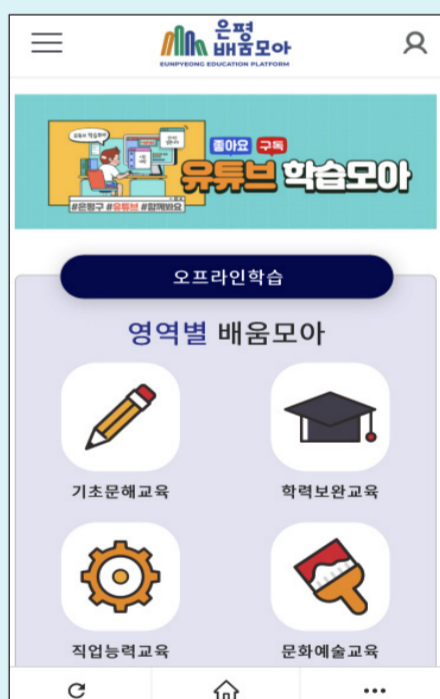 은평
배움모아
EUNPYEONG EDUCATION PLATFORM
좋아요 구독
유튜브 학습모아
#은평구 #유튜브 #함께봐요
오프라인학습
영역별 배움모아
기초문해교육 학력보완교육
직업능력교육 문화예술교육